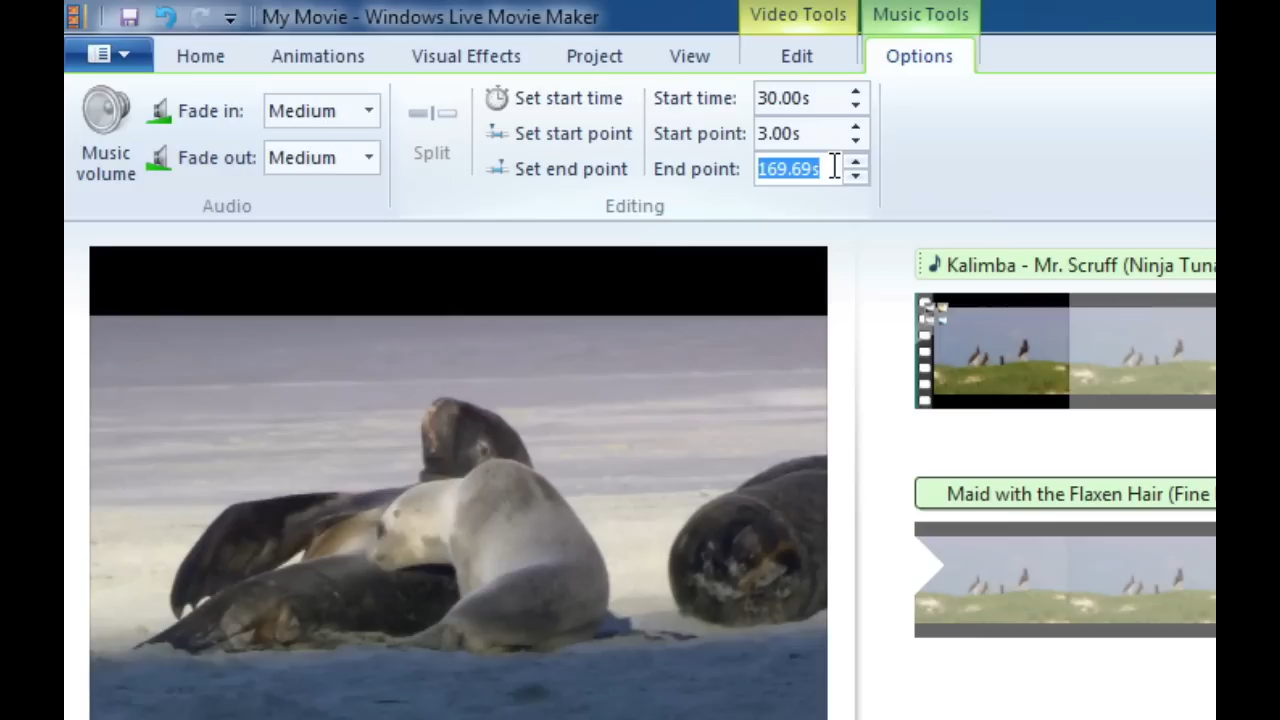 My Movie - Windows Live Movie Maker
Video Tools
Music Tools
Home
Animations
Visual Effects
Project
View
Edit
Options
Music volume
Fade in: Medium
Fade out: Medium
Audio
Split
Set start time
Set start point
Set end point
Start time: 30.00s
Start point: 3.00s
End point: 169.69s
Editing
Kalimba - Mr. Scruff (Ninja Tuna
Maid with the Flaxen Hair (Fine